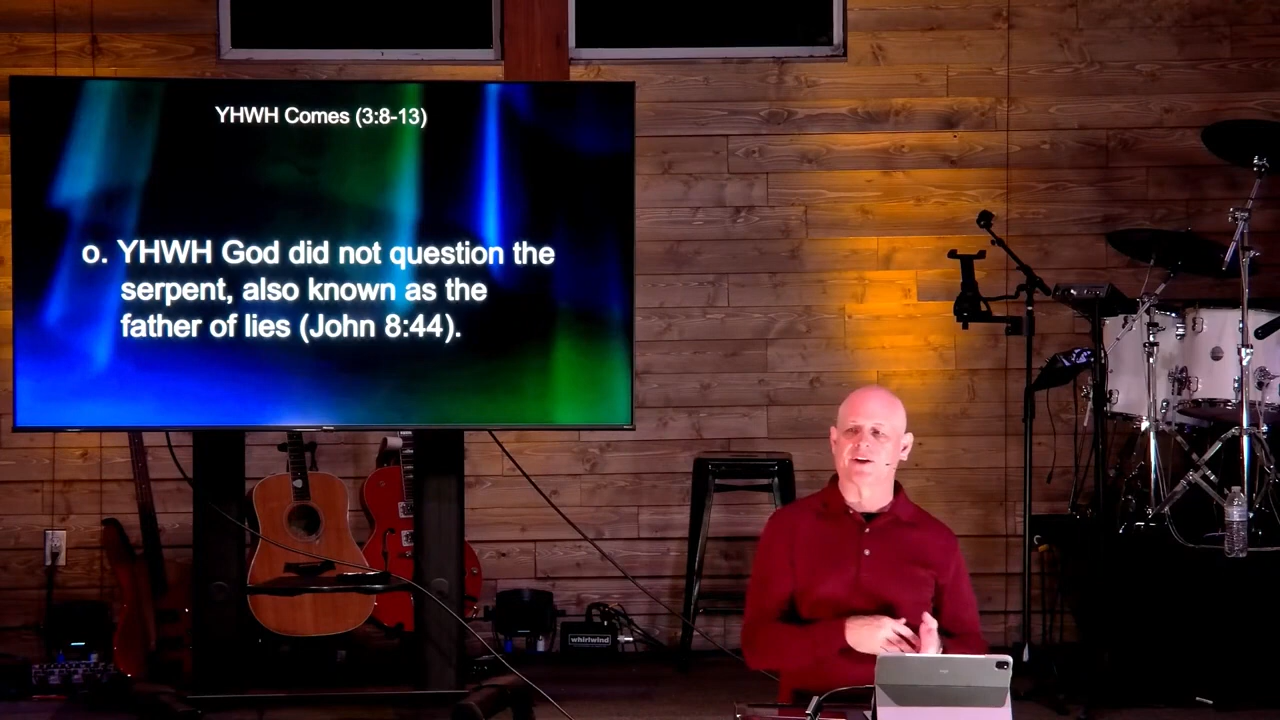 YHWH Comes (3:8-13)
o. YHWH God did not question the
serpent, also known as the
father of lies (John 8:44).
whirlwind